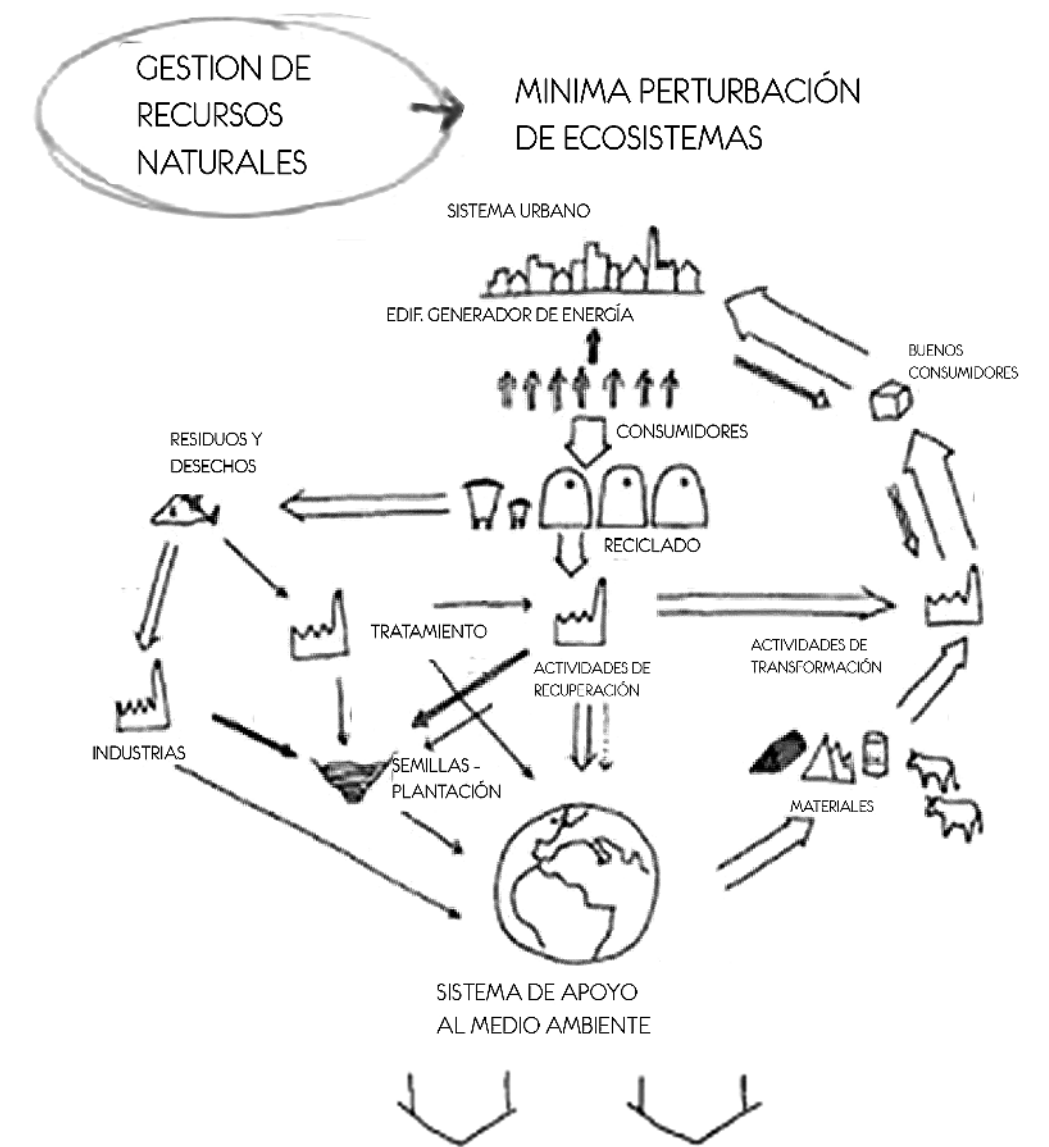 GESTION DE
RECURSOS
NATURALES
MINIMA PERTURBACIÓN
DE ECOSISTEMAS
SISTEMA URBANO
EDIF. GENERADOR DE ENERGÍA
BUENOS
CONSUMIDORES
CONSUMIDORES
RESIDUOS Y
DESECHOS
RECICLADO
TRATAMIENTO
ACTIVIDADES DE
RECUPERACIÓN
ACTIVIDADES DE
TRANSFORMACIÓN
INDUSTRIAS
SEMILLAS -
PLANTACIÓN
MATERIALES
SISTEMA DE APOYO
AL MEDIO AMBIENTE